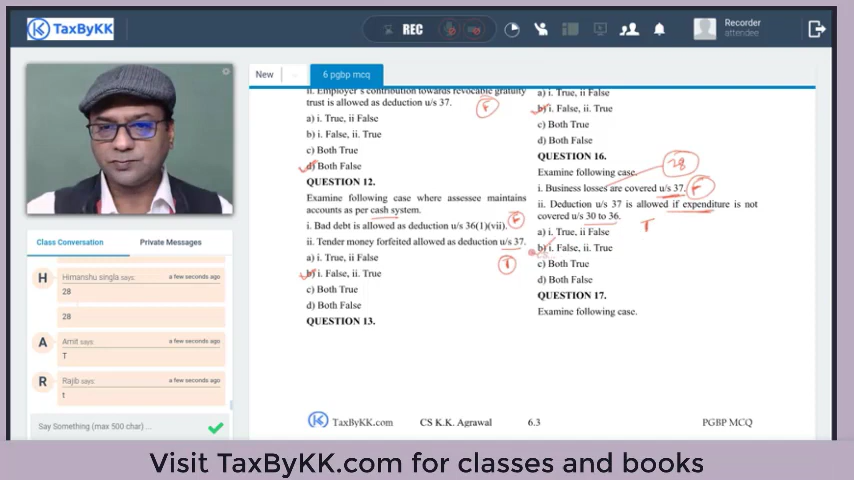 TaxByKK
REC
Recorder
attendee
New
...
6 pgbp mcq
Class Conversation
Private Messages
H
Himanshu singla says:
a few seconds ago
28
28
A
Amit says:
a few seconds ago
T
R
Rajib says:
a few seconds ago
t
Say Something (max 500 char) ...
ii. Employer's contribution towards revocable gratuity
trust is allowed as deduction u/s 37.
F
a) i. True, ii False
b) i. False, ii. True
c) Both True
d) Both False
QUESTION 12.
Examine following case where assessee maintains
accounts as per cash system.
i. Bad debt is allowed as deduction u/s 36(1)(vii).
F
ii. Tender money forfeited allowed as deduction u/s 37.
T
a) i. True, ii False
b) i. False, ii. True
c) Both True
d) Both False
QUESTION 13.
a) i. True, ii False
b) i. False, ii. True
c) Both True
d) Both False
QUESTION 16.
28
Examine following case.
i. Business losses are covered u/s 37.
F
ii. Deduction u/s 37 is allowed if expenditure is not
covered u/s 30 to 36.
T
a) i. True, ii False
b) i. False, ii. True
c) Both True
d) Both False
QUESTION 17.
Examine following case.
TaxByKK.com
CS K.K. Agrawal
6.3
PGBP MCQ
Visit TaxByKK.com for classes and books